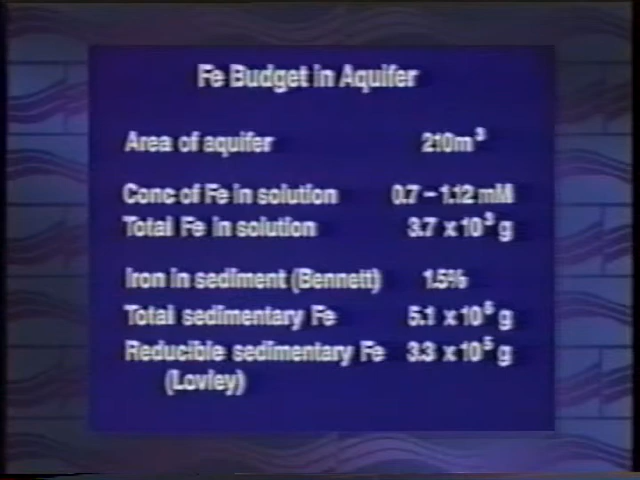 Fe Budget in Aquifer
Area of aquifer 210m³
Conc of Fe in solution 0.7 – 1.12 mM
Total Fe in solution 3.7 x 10³ g
Iron in sediment (Bennett) 1.5%
Total sedimentary Fe 5.1 x 10⁶ g
Reducible sedimentary Fe 3.3 x 10⁵ g
(Lovley)